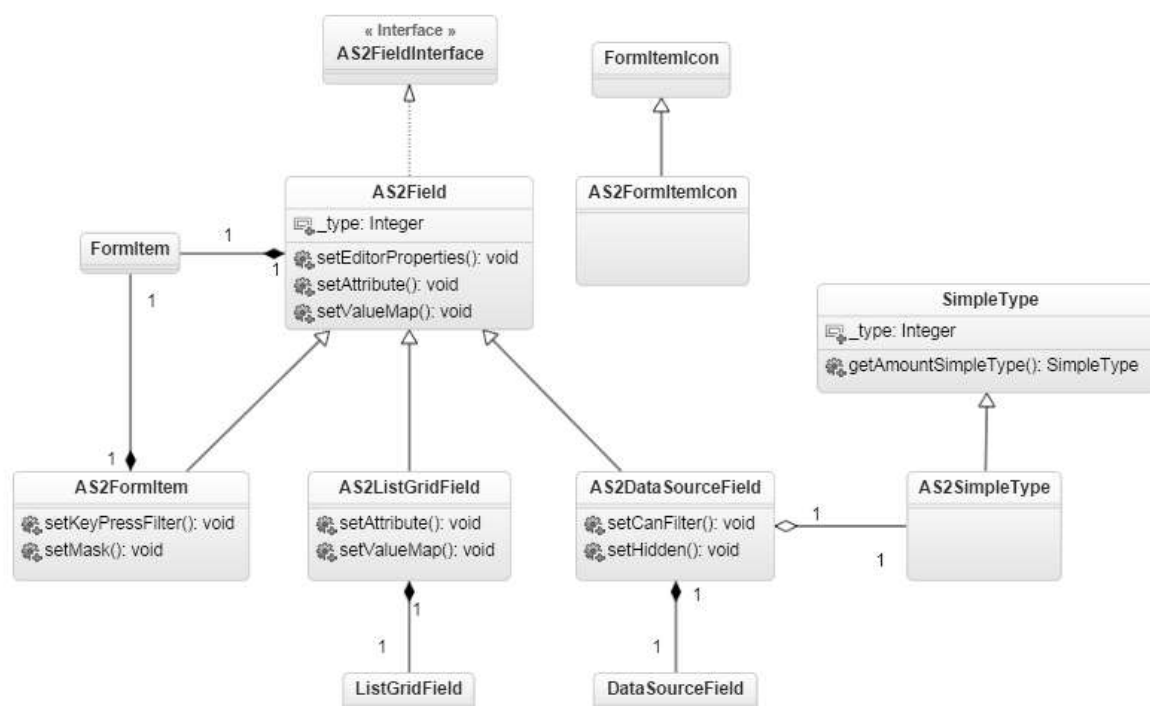 « Interface »
AS2FieldInterface
FormItemIcon
AS2Field
_type: Integer
setEditorProperties(): void
setAttribute(): void
setValueMap(): void
AS2FormItemIcon
FormItem
1
1
1
SimpleType
_type: Integer
getAmountSimpleType(): SimpleType
1
AS2FormItem
setKeyPressFilter(): void
setMask(): void
AS2ListGridField
setAttribute(): void
setValueMap(): void
AS2DataSourceField
setCanFilter(): void
setHidden(): void
1
1
AS2SimpleType
1
1
1
1
ListGridField
DataSourceField